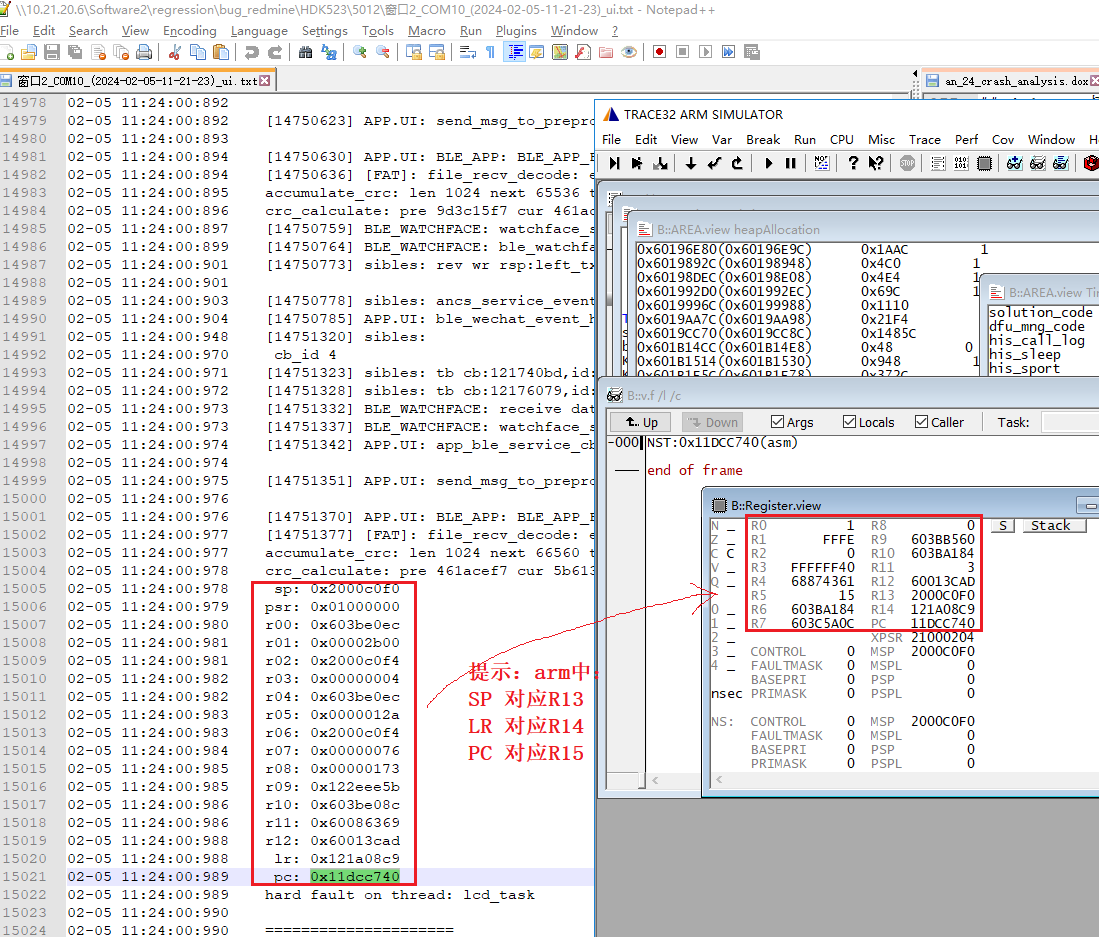 \\10.21.20.6\Software2\regression\bug_redmine\HDK523\5012\窗口2_COM10_(2024-02-05-11-21-23)_ui.txt - Notepad++
File Edit Search View Encoding Language Settings Tools Macro Run Plugins Window ?
窗口2_COM10_(2024-02-05-11-21-23)_ui.txt
an_24_crash_analysis.dox
14978 02-05 11:24:00:892
14979 02-05 11:24:00:892 [14750623] APP.UI: send_msg_to_prepro
14980 02-05 11:24:00:893
14981 02-05 11:24:00:894 [14750630] APP.UI: BLE_APP: BLE_APP_
14982 02-05 11:24:00:894 [14750636] [FAT]: file_recv_decode:
14983 02-05 11:24:00:895 accumulate_crc: len 1024 next 65536
14984 02-05 11:24:00:896 crc_calculate: pre 9d3c15f7 cur 461ac
14985 02-05 11:24:00:897 [14750759] BLE_WATCHFACE: watchface_s
14986 02-05 11:24:00:899 [14750764] BLE_WATCHFACE: ble_watchfa
14987 02-05 11:24:00:901 [14750773] sibles: rev wr rsp:left_tx
14988 02-05 11:24:00:901
14989 02-05 11:24:00:903 [14750778] sibles: ancs_service_event
14990 02-05 11:24:00:904 [14750785] APP.UI: ble_wechat_event_h
14991 02-05 11:24:00:948 [14751320] sibles:
14992 02-05 11:24:00:970 cb_id 4
14993 02-05 11:24:00:971 [14751323] sibles: tb cb:121740bd,id:
14994 02-05 11:24:00:972 [14751328] sibles: tb cb:12176079,id:
14995 02-05 11:24:00:973 [14751332] BLE_WATCHFACE: receive dat
14996 02-05 11:24:00:973 [14751337] BLE_WATCHFACE: watchface_s
14997 02-05 11:24:00:974 [14751342] APP.UI: app_ble_service_cb
14998 02-05 11:24:00:974
14999 02-05 11:24:00:975 [14751351] APP.UI: send_msg_to_prepro
15000 02-05 11:24:00:976
15001 02-05 11:24:00:976 [14751370] APP.UI: BLE_APP: BLE_APP_
15002 02-05 11:24:00:977 [14751377] [FAT]: file_recv_decode:
15003 02-05 11:24:00:977 accumulate_crc: len 1024 next 66560
15004 02-05 11:24:00:978 crc_calculate: pre 461acef7 cur 5b613
15005 02-05 11:24:00:978 sp: 0x2000c0f0
15006 02-05 11:24:00:979 psr: 0x01000000
15007 02-05 11:24:00:980 r00: 0x603be0ec
15008 02-05 11:24:00:980 r01: 0x00002b00
15009 02-05 11:24:00:981 r02: 0x2000c0f4
15010 02-05 11:24:00:982 r03: 0x00000004
15011 02-05 11:24:00:982 r04: 0x603be0ec
15012 02-05 11:24:00:983 r05: 0x0000012a
15013 02-05 11:24:00:983 r06: 0x2000c0f4
15014 02-05 11:24:00:984 r07: 0x00000076
15015 02-05 11:24:00:985 r08: 0x00000173
15016 02-05 11:24:00:985 r09: 0x122eee5b
15017 02-05 11:24:00:986 r10: 0x603be08c
15018 02-05 11:24:00:986 r11: 0x60086369
15019 02-05 11:24:00:988 r12: 0x60013cad
15020 02-05 11:24:00:988 lr: 0x121a08c9
15021 02-05 11:24:00:989 pc: 0x11dcc740
15022 02-05 11:24:00:989 hard fault on thread: lcd_task
15023 02-05 11:24:00:990
15024 02-05 11:24:00:990 =====================
提示：arm中：
SP 对应R13
LR 对应R14
PC 对应R15
TRACE32 ARM SIMULATOR
File Edit View Var Break Run CPU Misc Trace Perf Cov Window
B::AREA.view heapAllocation
0x60196E80(0x60196E9C) 0x1AAC 1
0x6019892C(0x60198948) 0x4C0 1
0x60198DEC(0x60198E08) 0x4E4 1
0x601992D0(0x601992EC) 0x69C 1
0x6019996C(0x60199988) 0x1110
0x6019AA7C(0x6019AA98) 0x21F4
0x6019CC70(0x6019CC8C) 0x1485C
0x601B14CC(0x601B14E8) 0x48 0
0x601B1514(0x601B1530) 0x948 1
0x601B1E5C(0x601B1E78) 0x372C
B::AREA.view Ti
solution_code
dfu_mng_code
his_call_log
his_sleep
his_sport
B::v.f /l /c
Up Down Args Locals Caller Task:
-000 NST:0x11DCC740(asm)
end of frame
B::Register.view
N _ R0 1 R8 0 S Stack
Z _ R1 FFFE R9 603BB560
C C R2 0 R10 603BA184
V _ R3 FFFFFF40 R11 3
Q _ R4 68874361 R12 60013CAD
R5 15 R13 2000C0F0
0 _ R6 603BA184 R14 121A08C9
1 _ R7 603C5A0C PC 11DCC740
2 _ XPSR 21000204
3 _ CONTROL 0 MSP 2000C0F0
4 _ FAULTMASK 0 MSPL 0
BASEPRI 0 PSP 0
nsec PRIMASK 0 PSPL 0
NS: CONTROL 0 MSP 2000C0F0
FAULTMASK 0 MSPL 0
BASEPRI 0 PSP 0
PRIMASK 0 PSPL 0